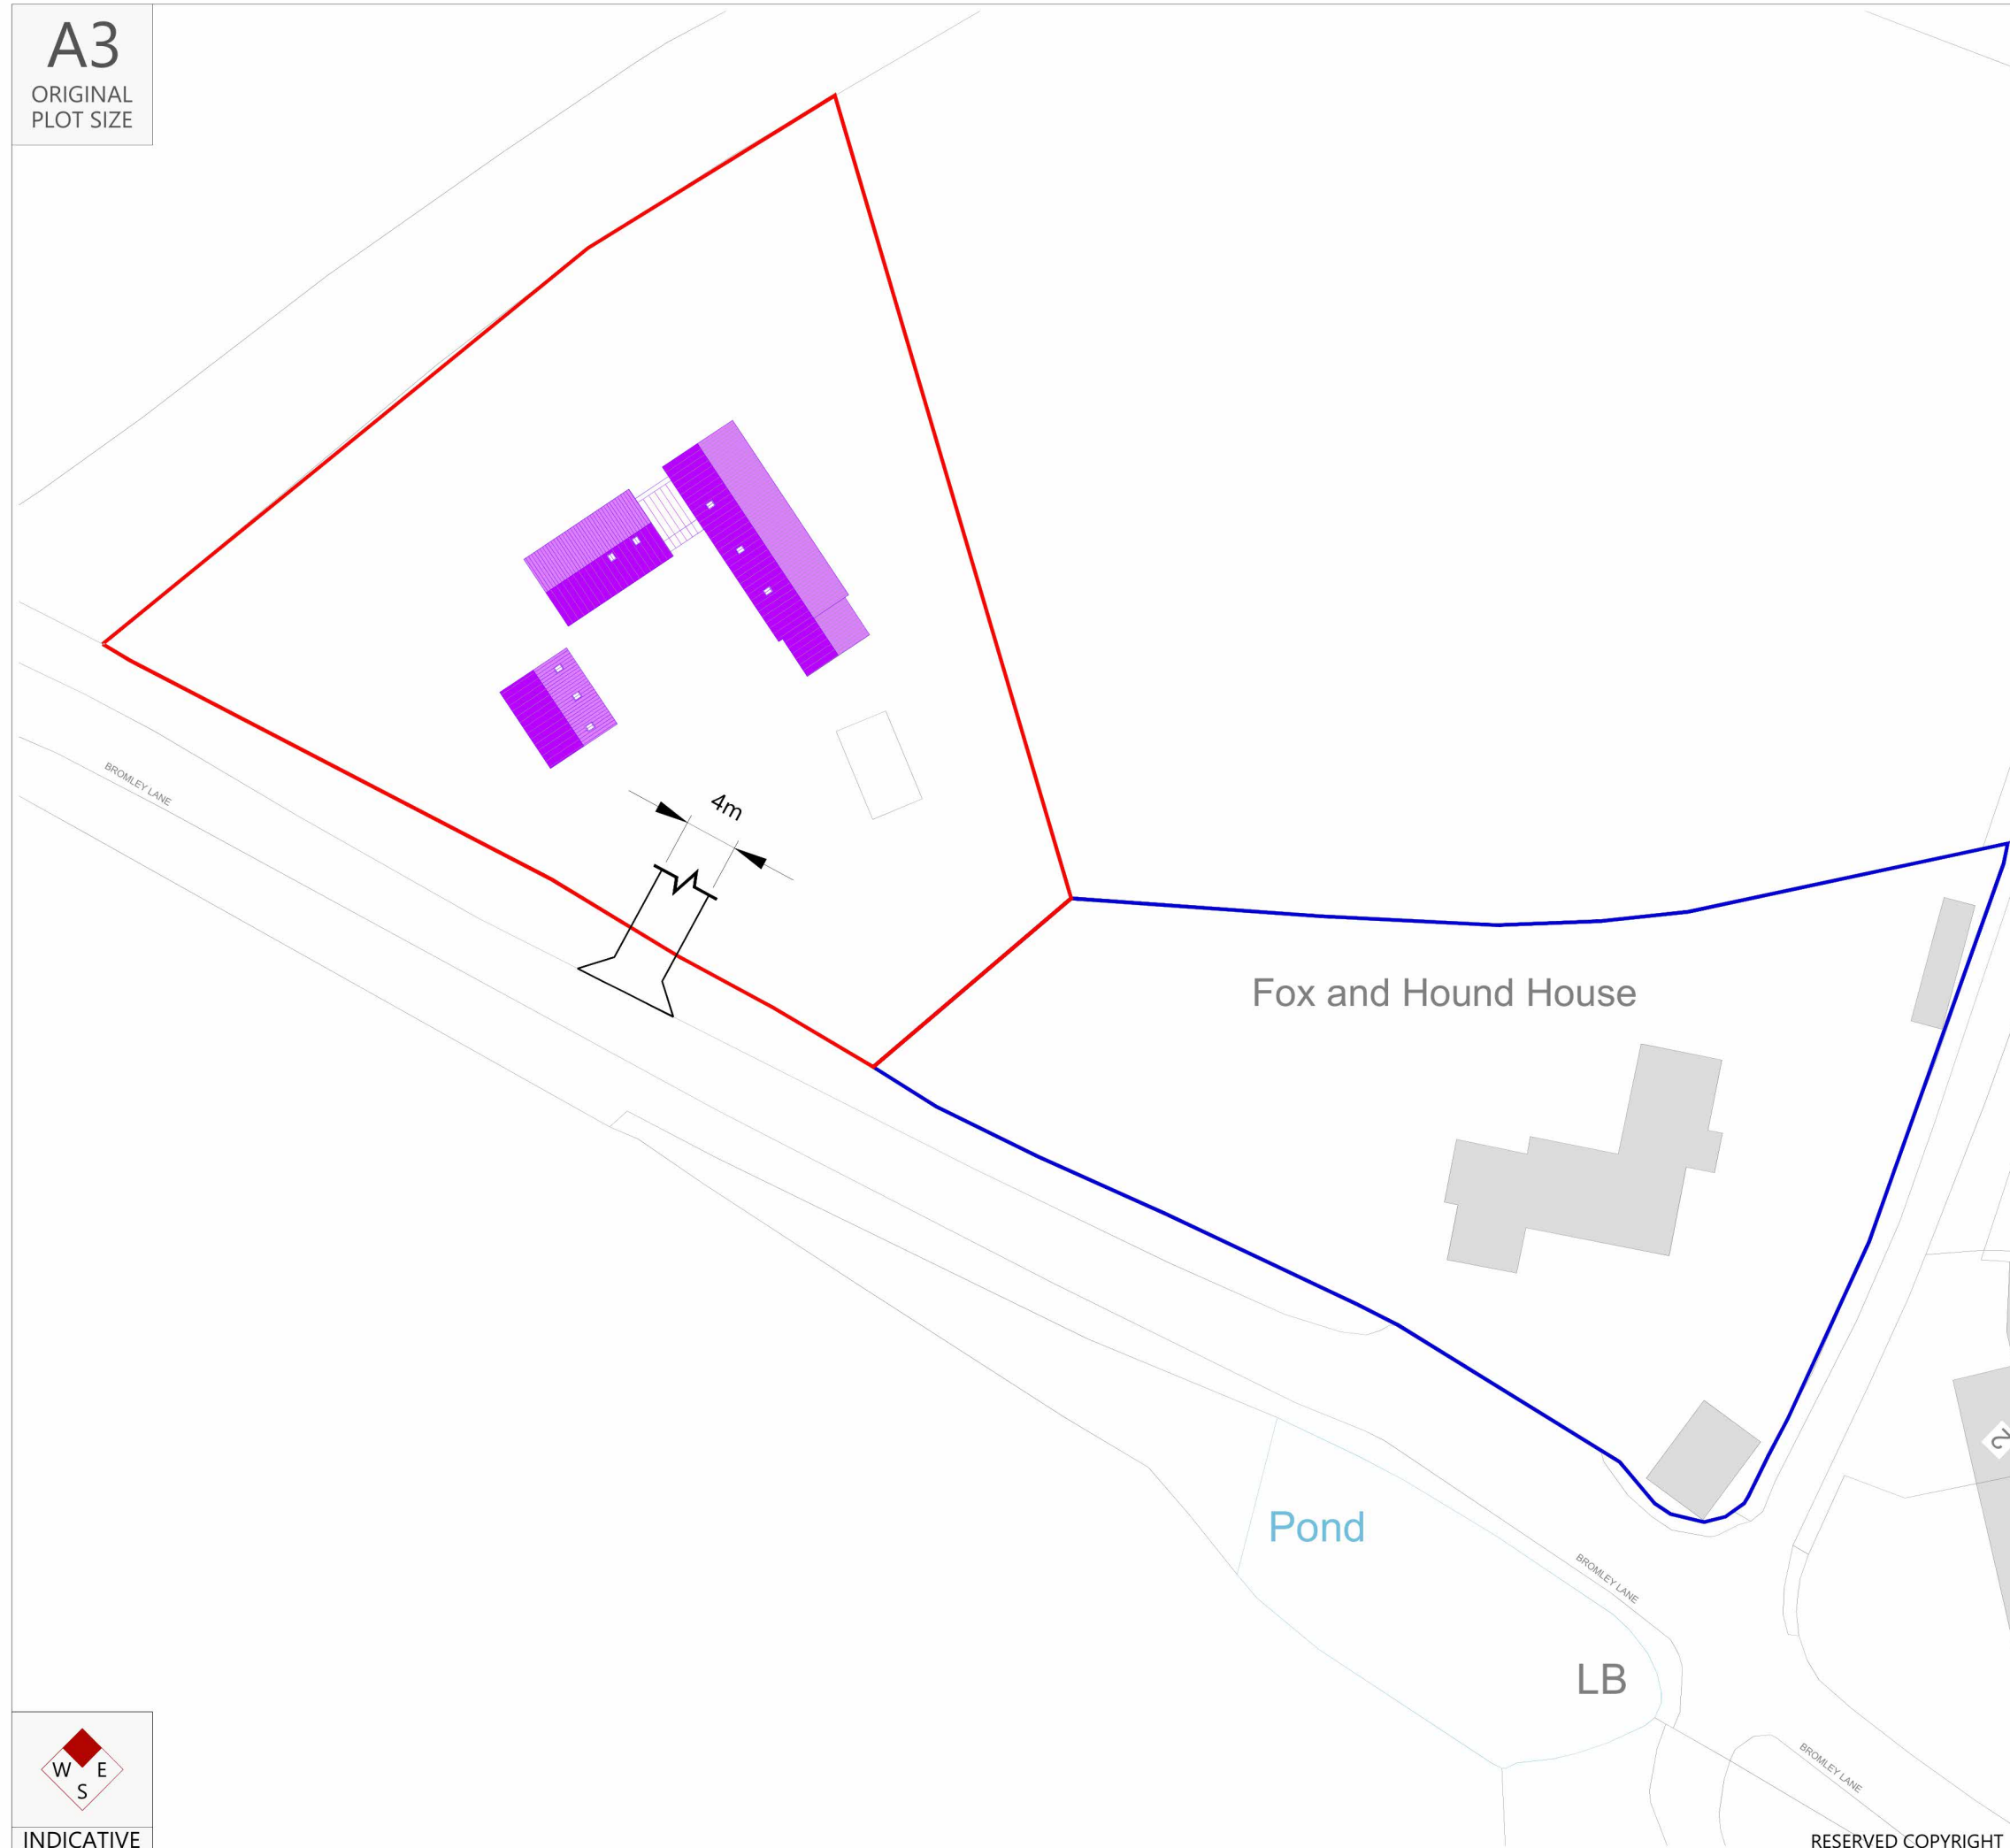 A3
ORIGINAL
PLOT SIZE
BROMLEY LANE
4m
Fox and Hound House
2
Pond
BROMLEY LANE
LB
BROMLEY LANE
W E
S
INDICATIVE
RESERVED COPYRIGHT